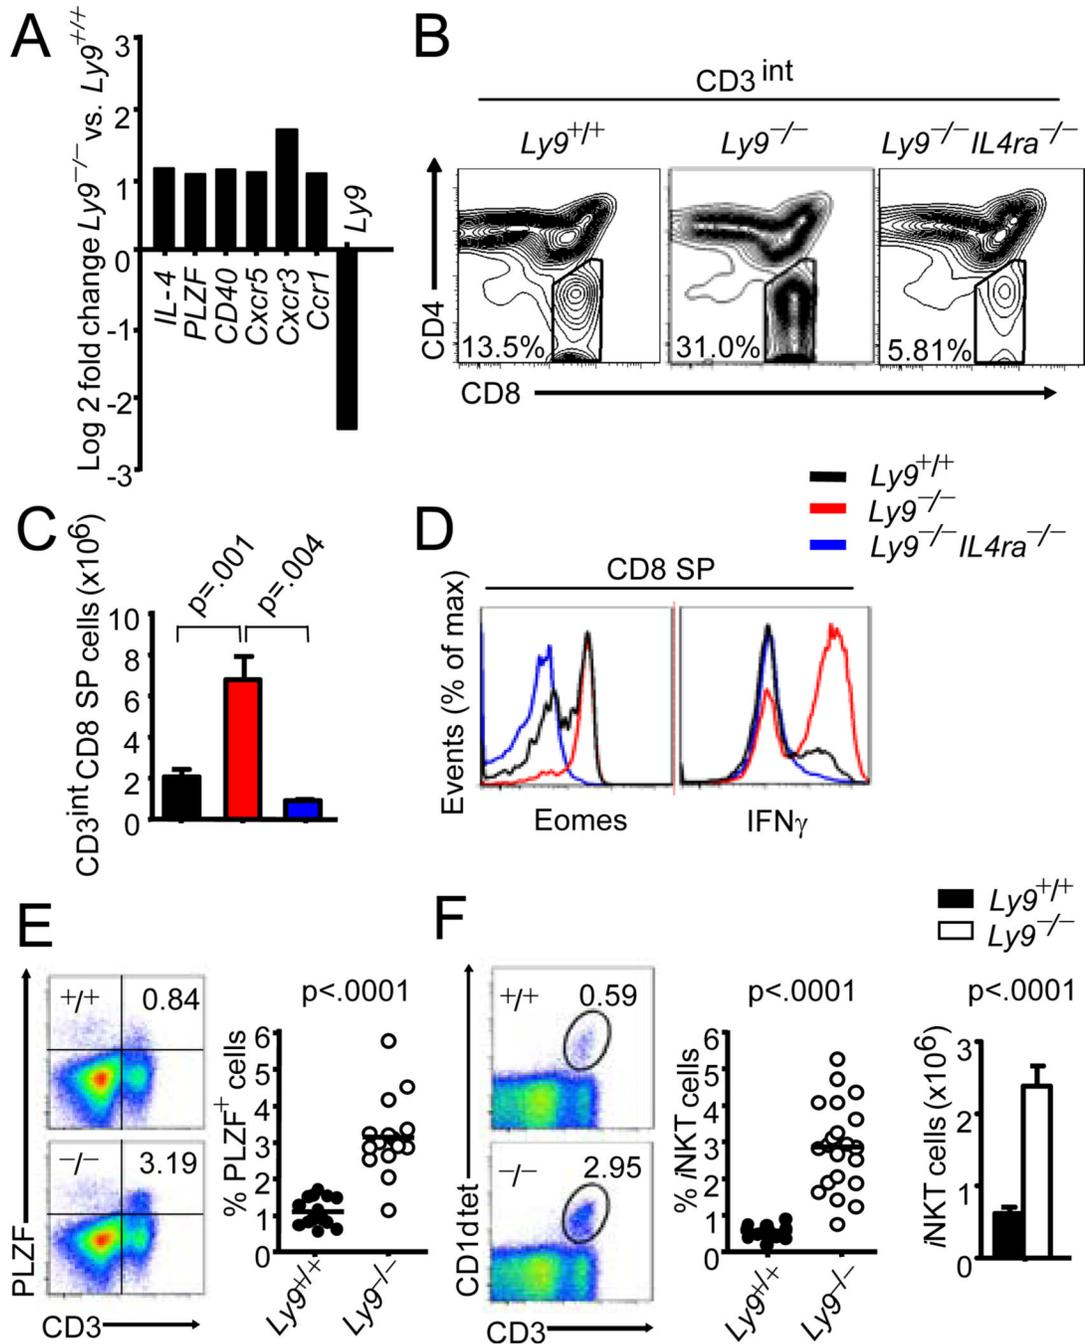 A
Log 2 fold change Ly9−/− vs. Ly9+/+
3
2
1
0
-1
-2
-3
IL-4
PLZF
CD40
Cxcr5
Cxcr3
Ccr1
Ly9
B
CD3int
Ly9+/+
Ly9−/−
Ly9−/−IL4ra−/−
CD4
13.5%
31.0%
5.81%
CD8
C
CD3int CD8 SP cells (x106)
p=.001
p=.004
10
8
6
4
2
0
Ly9+/+
Ly9−/−
Ly9−/−IL4ra−/−
D
CD8 SP
Events (% of max)
Eomes
IFNγ
E
PLZF
+/+
0.84
−/−
3.19
CD3
p<.0001
% PLZF+ cells
6
5
4
3
2
1
0
Ly9+/+
Ly9−/−
F
Ly9+/+
Ly9−/−
CD1dtet
+/+
0.59
−/−
2.95
CD3
p<.0001
% iNKT cells
6
5
4
3
2
1
0
Ly9+/+
Ly9−/−
p<.0001
iNKT cells (x106)
3
2
1
0